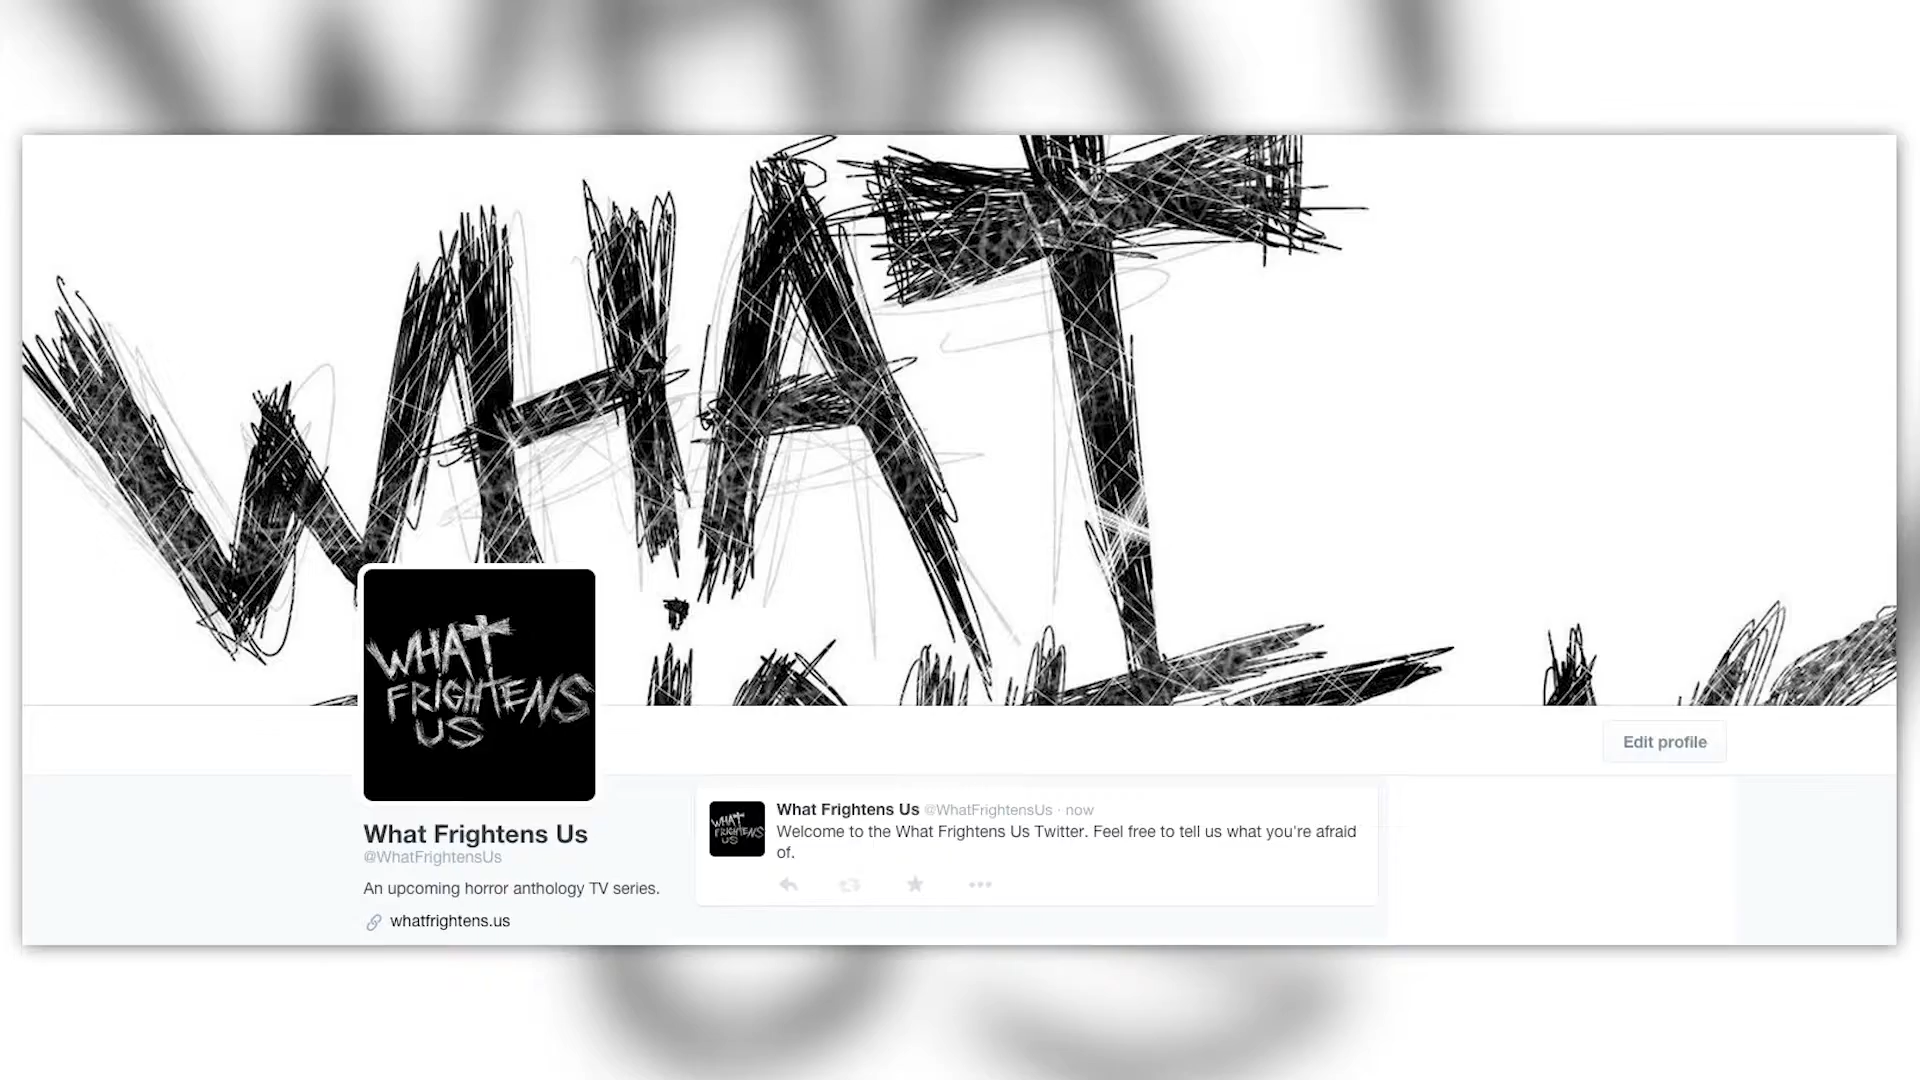 WHAT
WHAT
FRIGHTENS
US
Edit profile
What Frightens Us
@WhatFrightensUs
An upcoming horror anthology TV series.
whatfrightens.us
WHAT
FRIGHTENS
US
What Frightens Us @WhatFrightensUs · now
Welcome to the What Frightens Us Twitter. Feel free to tell us what you're afraid
of.